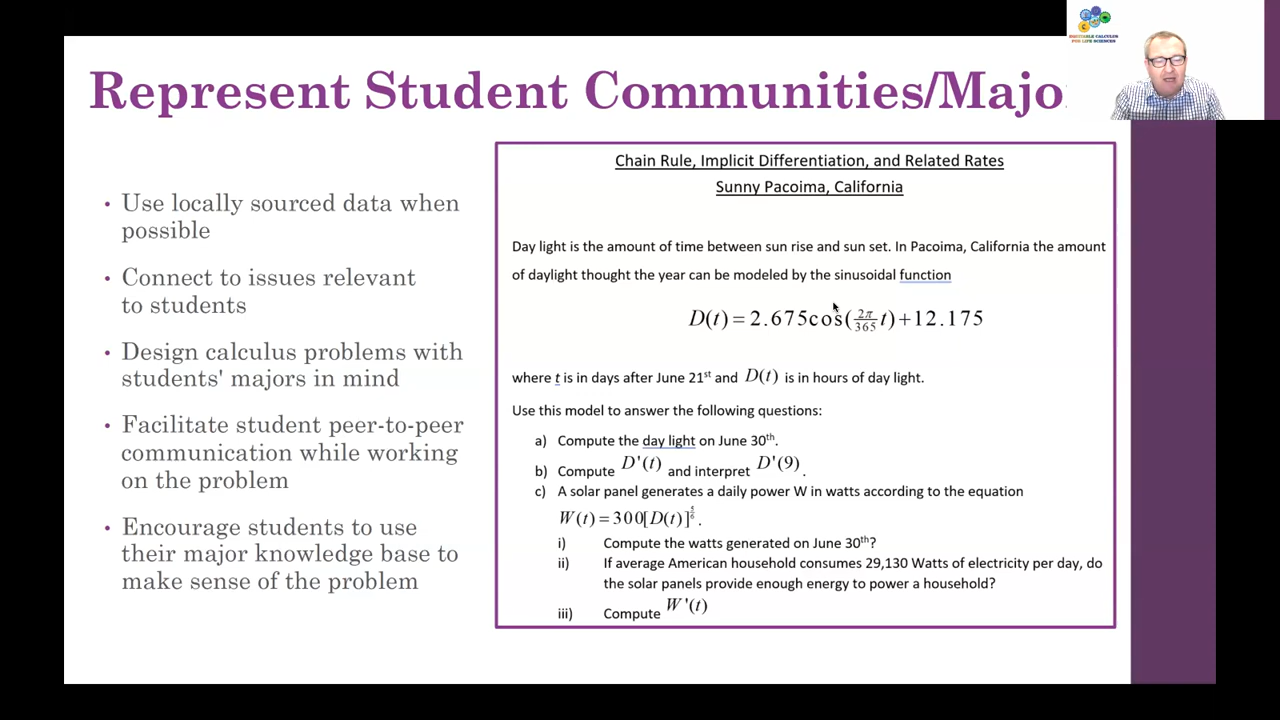 EQUITABLE CALCULUS
FOR LIFE SCIENCES
Represent Student Communities/Major
• Use locally sourced data when
possible
• Connect to issues relevant
to students
• Design calculus problems with
students' majors in mind
• Facilitate student peer-to-peer
communication while working
on the problem
• Encourage students to use
their major knowledge base to
make sense of the problem
Chain Rule, Implicit Differentiation, and Related Rates
Sunny Pacoima, California
Day light is the amount of time between sun rise and sun set. In Pacoima, California the amount
of daylight thought the year can be modeled by the sinusoidal function
D(t) = 2.675cos(2π/365 t) + 12.175
where t is in days after June 21st and D(t) is in hours of day light.
Use this model to answer the following questions:
a) Compute the day light on June 30th.
b) Compute D'(t) and interpret D'(9).
c) A solar panel generates a daily power W in watts according to the equation
W(t) = 300[D(t)]^5/6.
i) Compute the watts generated on June 30th?
ii) If average American household consumes 29,130 Watts of electricity per day, do
the solar panels provide enough energy to power a household?
iii) Compute W'(t)